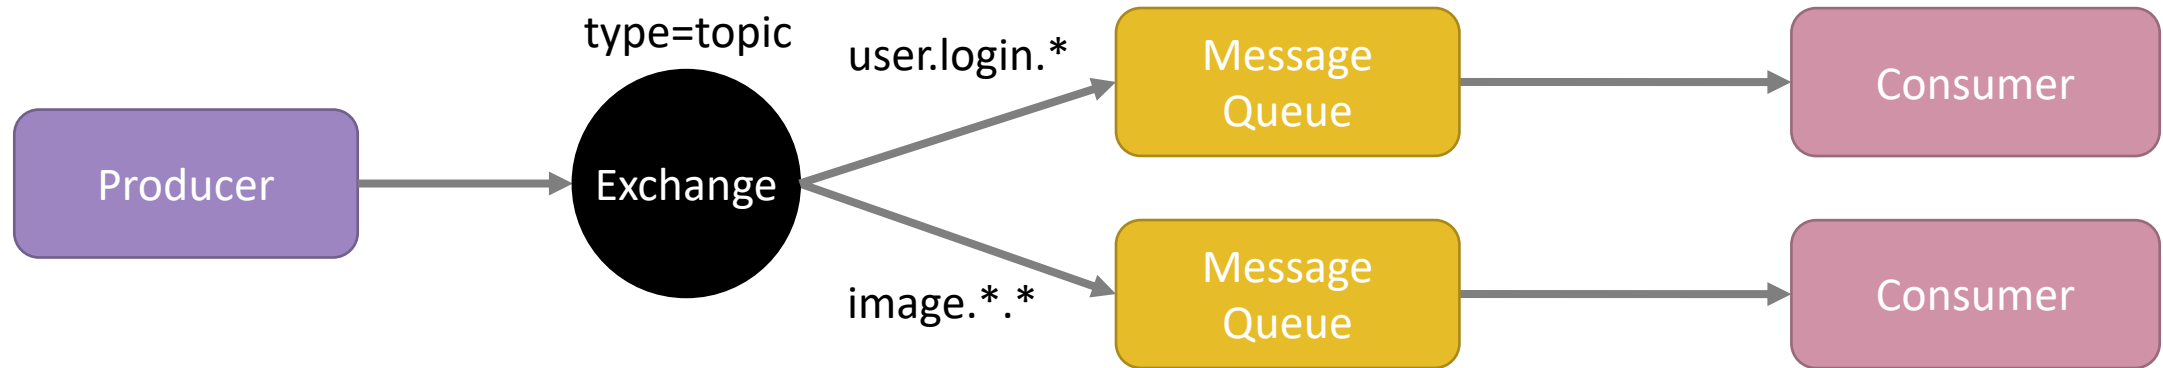 type=topic
user.login.*
Message
Queue
Consumer
Producer
Exchange
image.*.*
Message
Queue
Consumer